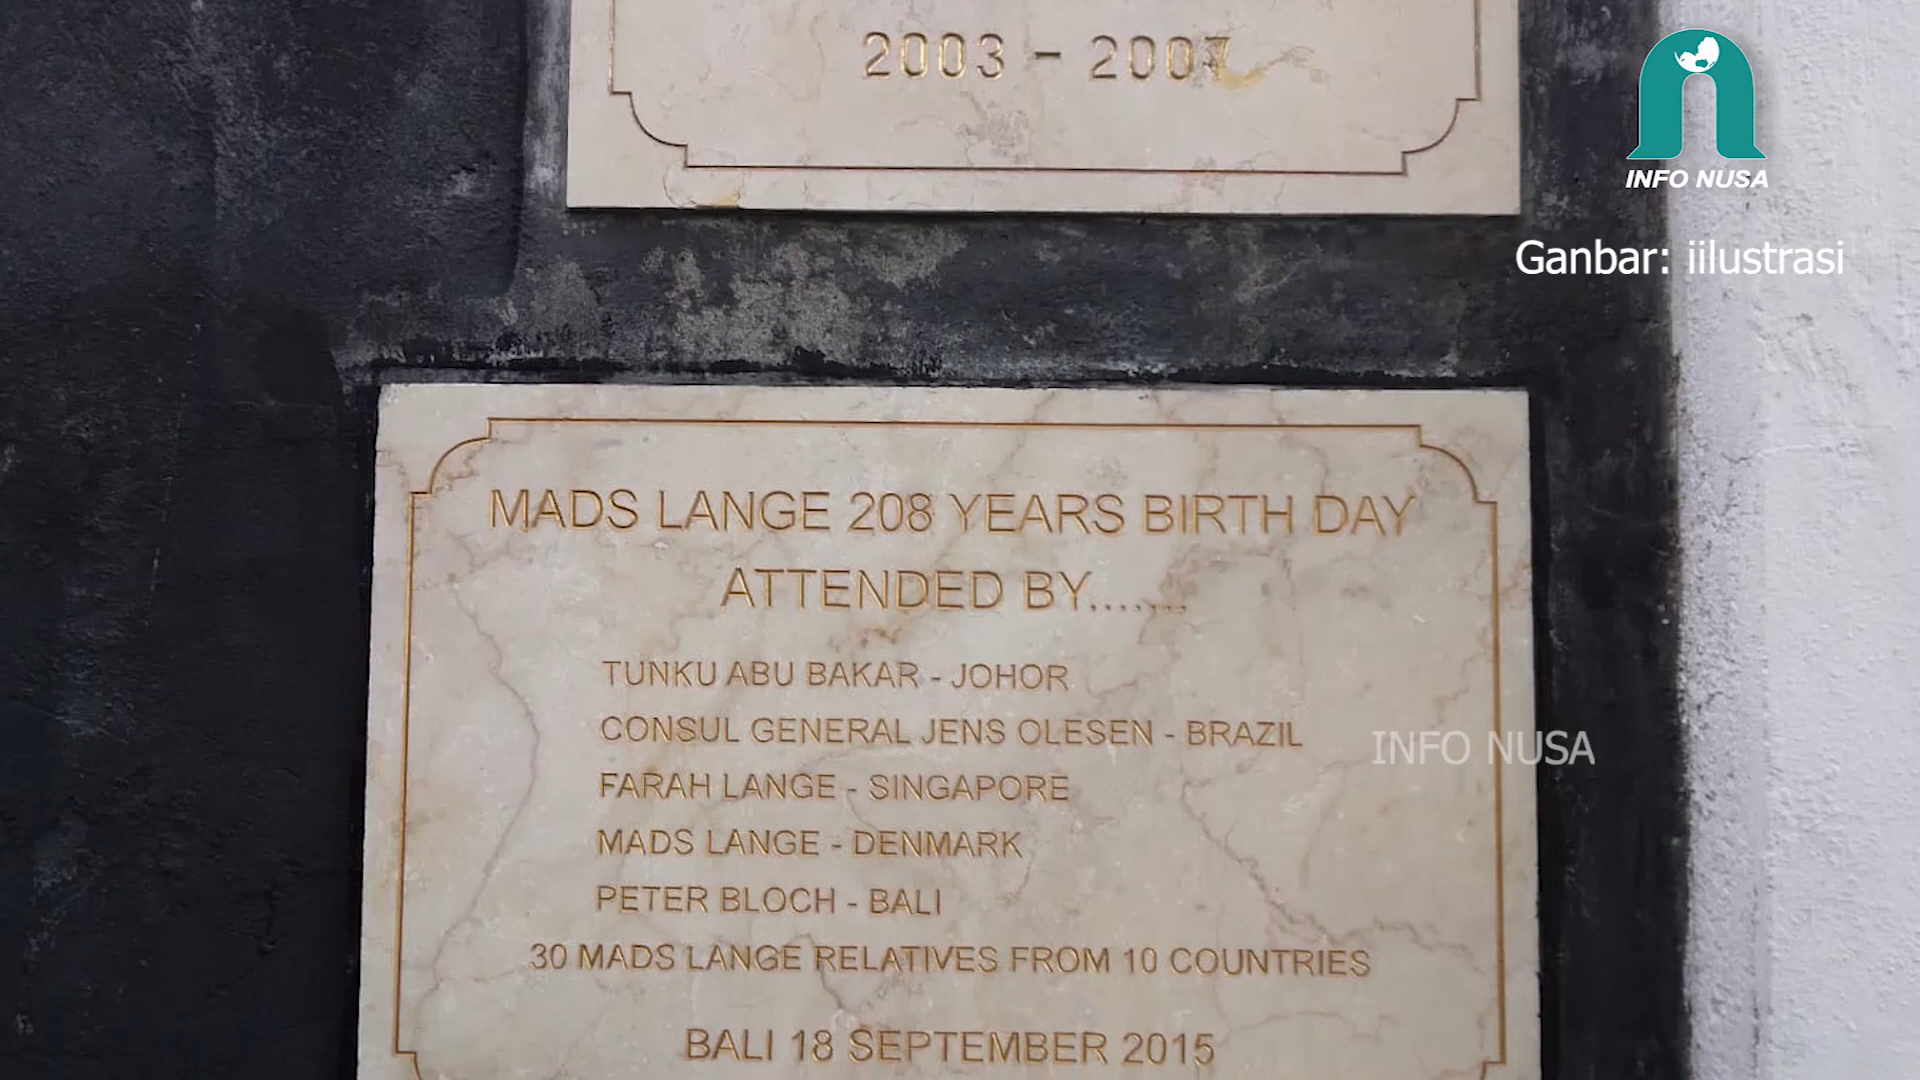 2003 - 2007
INFO NUSA
Ganbar: iilustrasi
MADS LANGE 208 YEARS BIRTH DAY
ATTENDED BY.......
TUNKU ABU BAKAR - JOHOR
CONSUL GENERAL JENS OLESEN - BRAZIL
INFO NUSA
FARAH LANGE - SINGAPORE
MADS LANGE - DENMARK
PETER BLOCH - BALI
30 MADS LANGE RELATIVES FROM 10 COUNTRIES
BALI 18 SEPTEMBER 2015